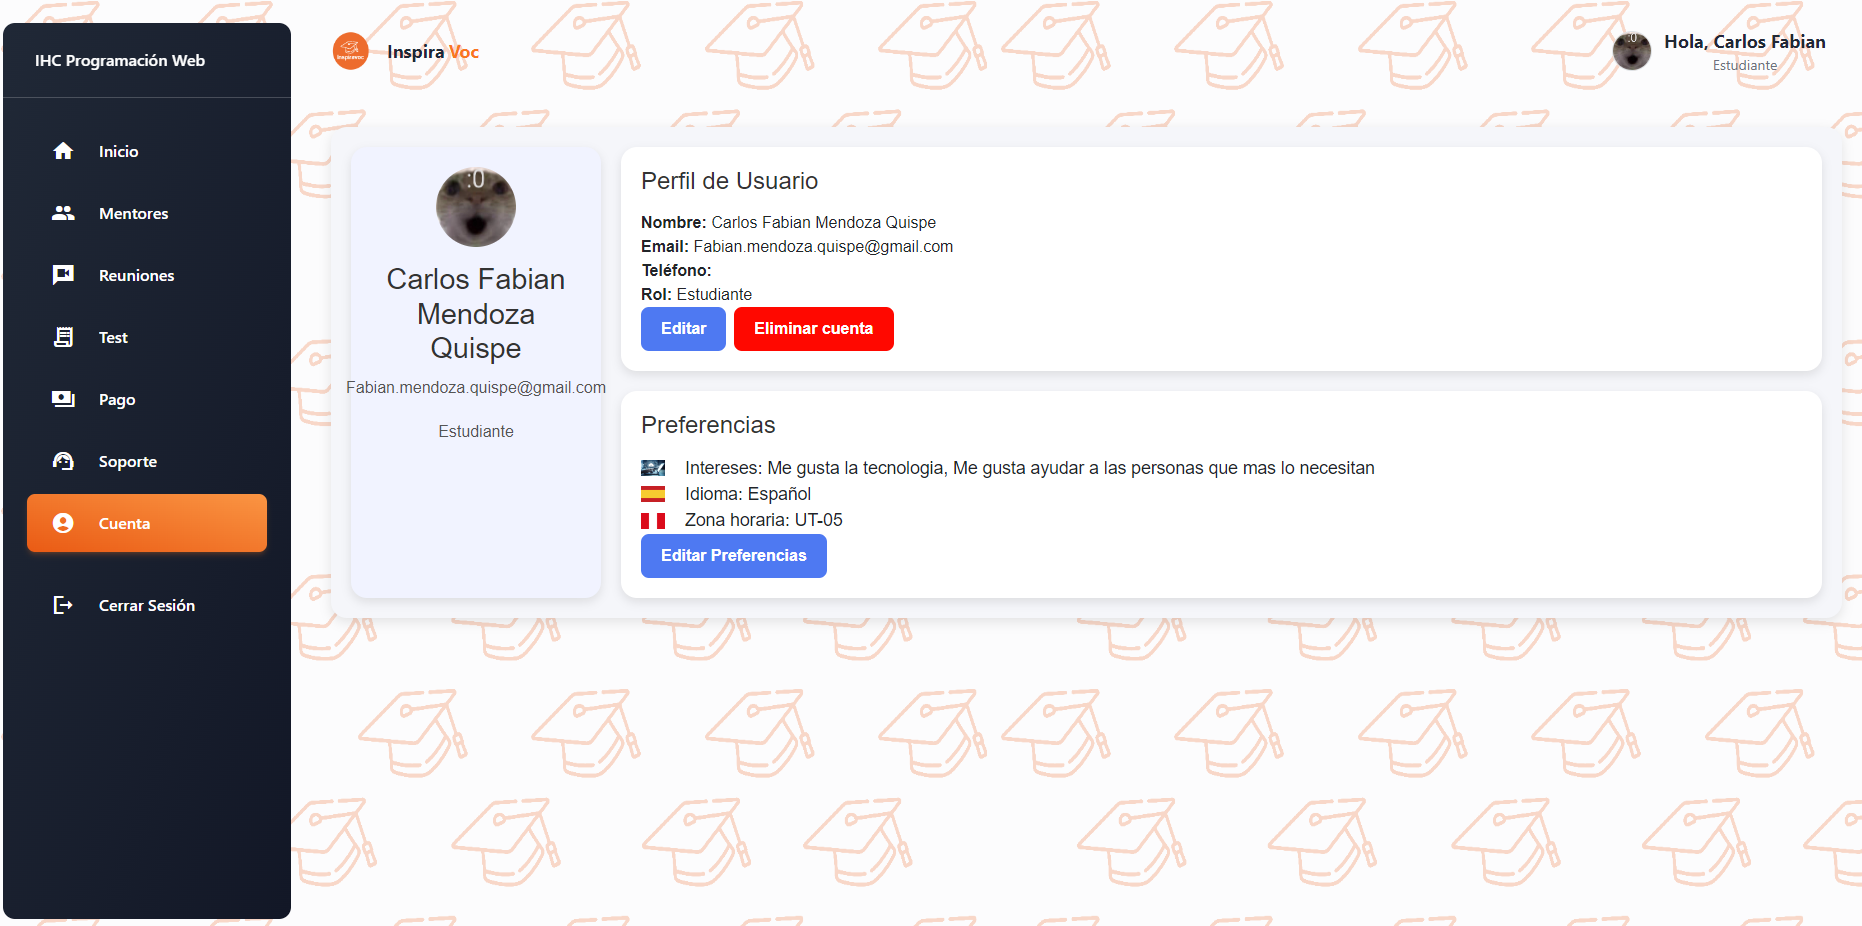 IHC Programación Web
Inicio
Mentores
Reuniones
Test
Pago
Soporte
Cuenta
Cerrar Sesión
inspiravoc
Inspira Voc
:0
Hola, Carlos Fabian
Estudiante
:0
Carlos Fabian
Mendoza
Quispe
Fabian.mendoza.quispe@gmail.com
Estudiante
Perfil de Usuario
Nombre: Carlos Fabian Mendoza Quispe
Email: Fabian.mendoza.quispe@gmail.com
Teléfono:
Rol: Estudiante
Editar
Eliminar cuenta
Preferencias
Intereses: Me gusta la tecnologia, Me gusta ayudar a las personas que mas lo necesitan
Idioma: Español
Zona horaria: UT-05
Editar Preferencias